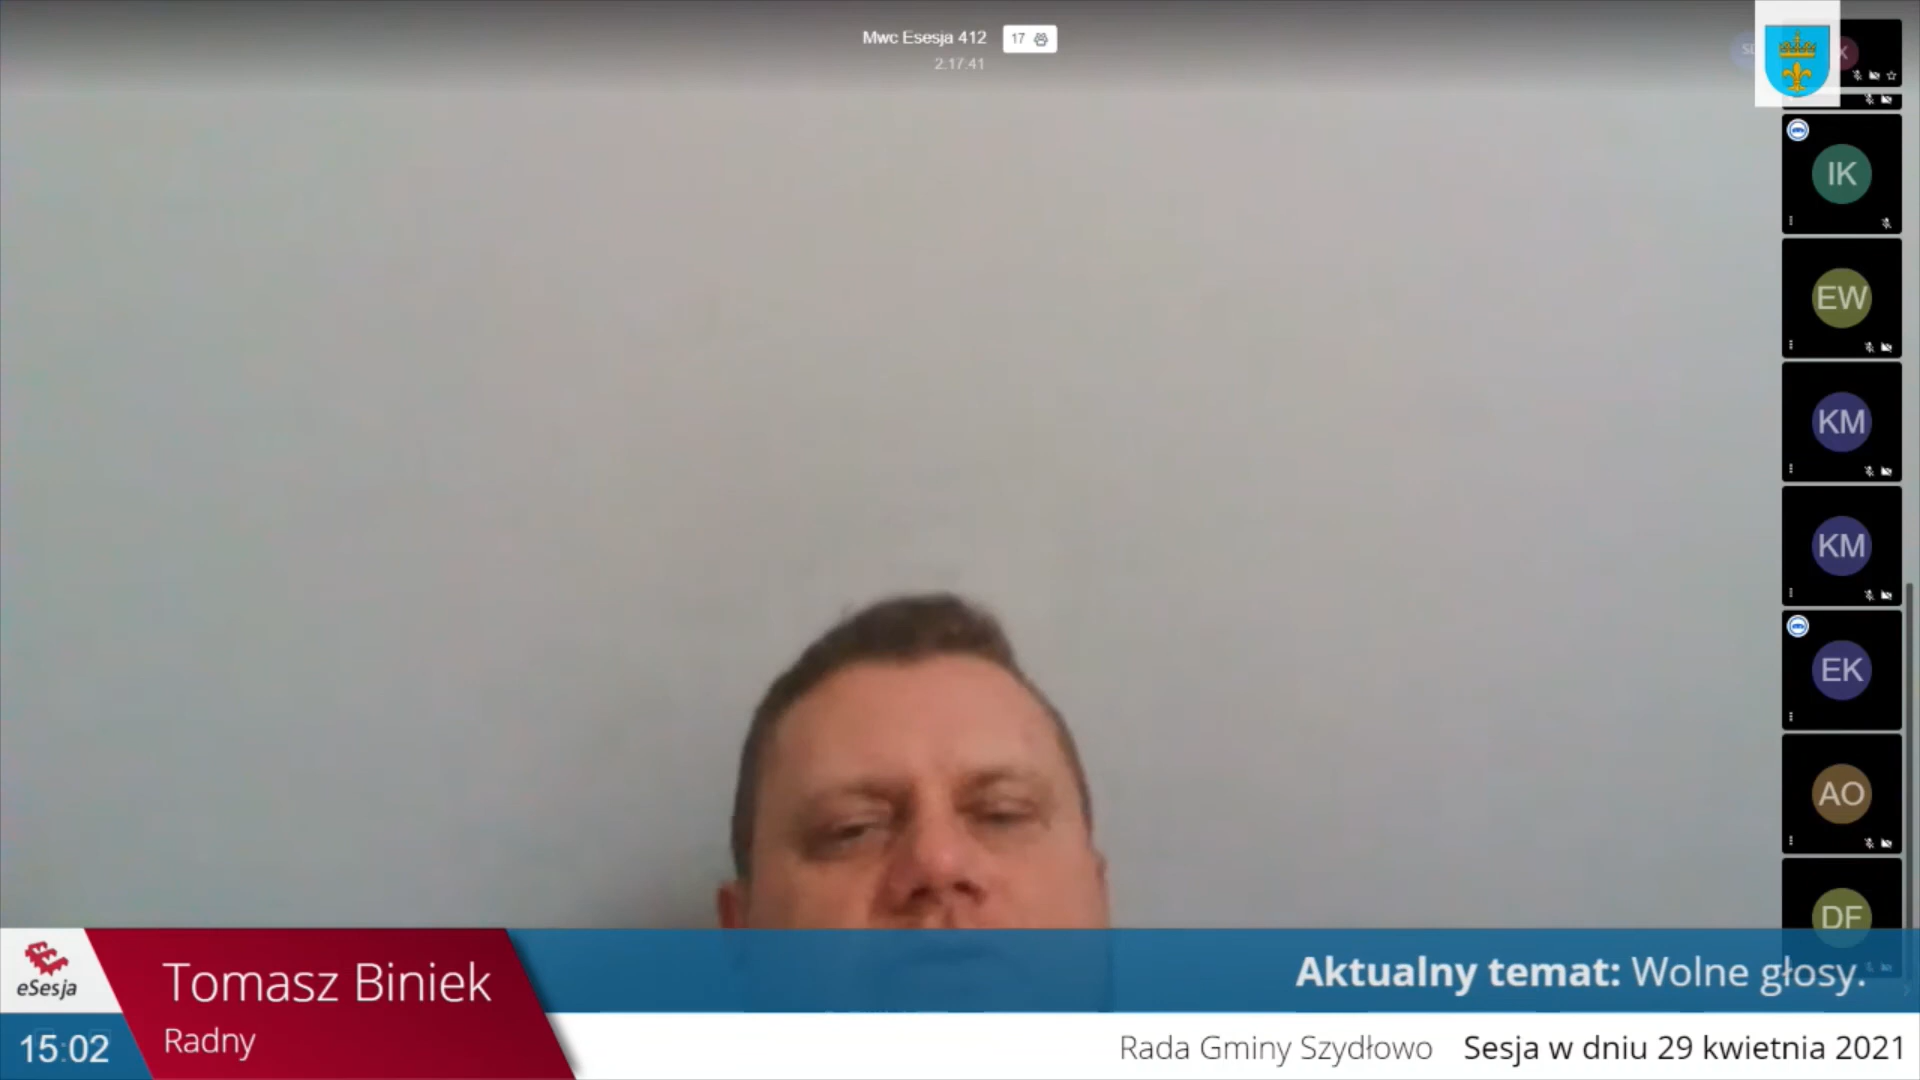 Mwc Esesja 412
17
2:17:41
K
IK
EW
KM
KM
EK
AO
DF
eSesja
Tomasz Biniek
Radny
15:02
Aktualny temat: Wolne głosy.
Rada Gminy Szydłowo
Sesja w dniu 29 kwietnia 2021